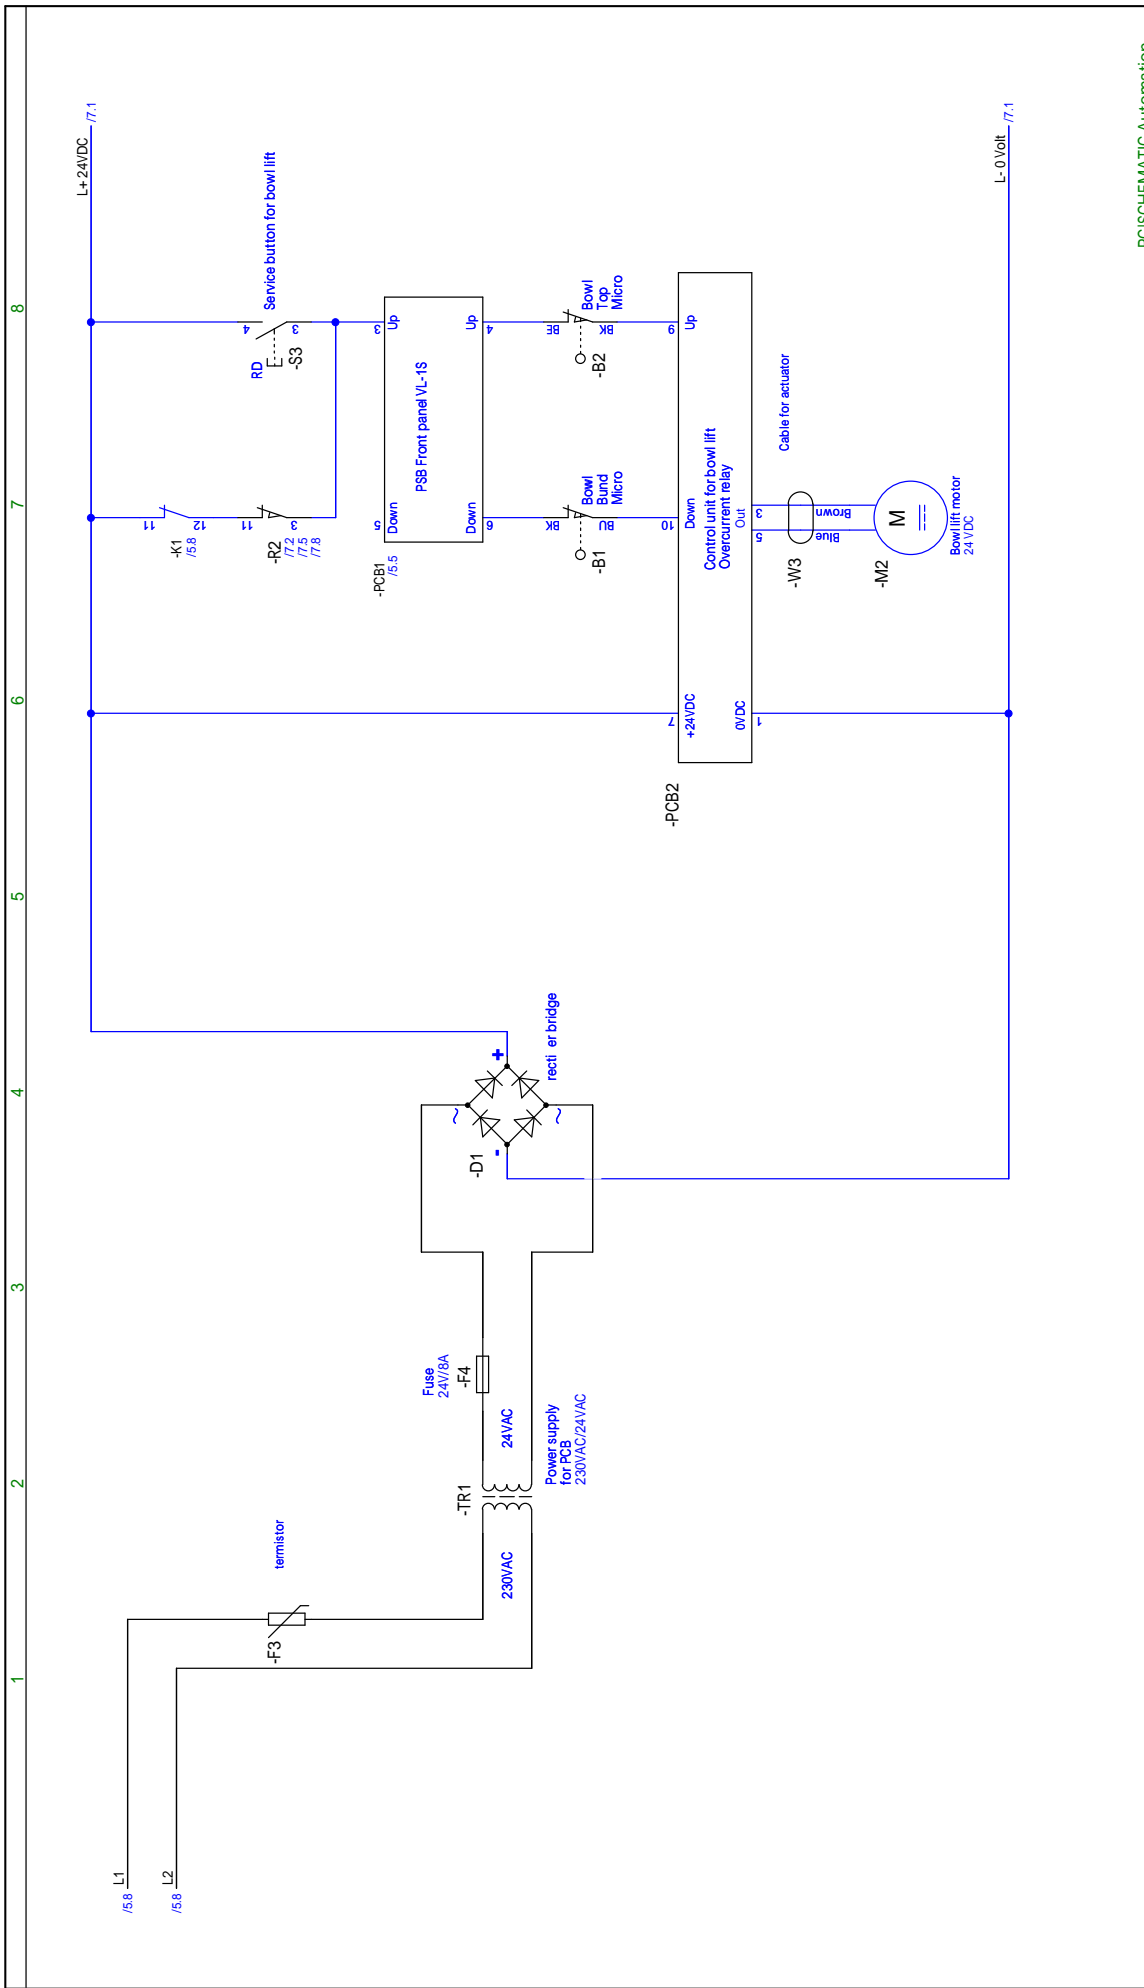 1
2
3
4
5
6
7
8
L1
/5.8
L2
/5.8
termistor
-F3
230VAC
-TR1
24VAC
Power supply
for PCB
230VAC/24VAC
Fuse
24V/8A
-F4
-D1
-
+
~
~
recti er bridge
L+ 24VDC
/7.1
11
-K1
/5.8
12
11
-R2
/7.2
/7.5
/7.8
3
Service button for bowl lift
4
RD
3
-S3
-PCB1
/5.5
5
Down
3
Up
PSB Front panel VL-1S
Down
6
Up
4
BK
BU
-B1
Bowl
Bund
Micro
BE
BK
-B2
Bowl
Top
Micro
-PCB2
7
+24VDC
10
Down
9
Up
Control unit for bowl lift
Overcurrent relay
0VDC
1
Out
5
3
-W3
Cable for actuator
Blue
Brown
-M2
M
Bowl lift motor
24 VDC
L- 0 Volt
/7.1
PC|SCHEMATIC Automation